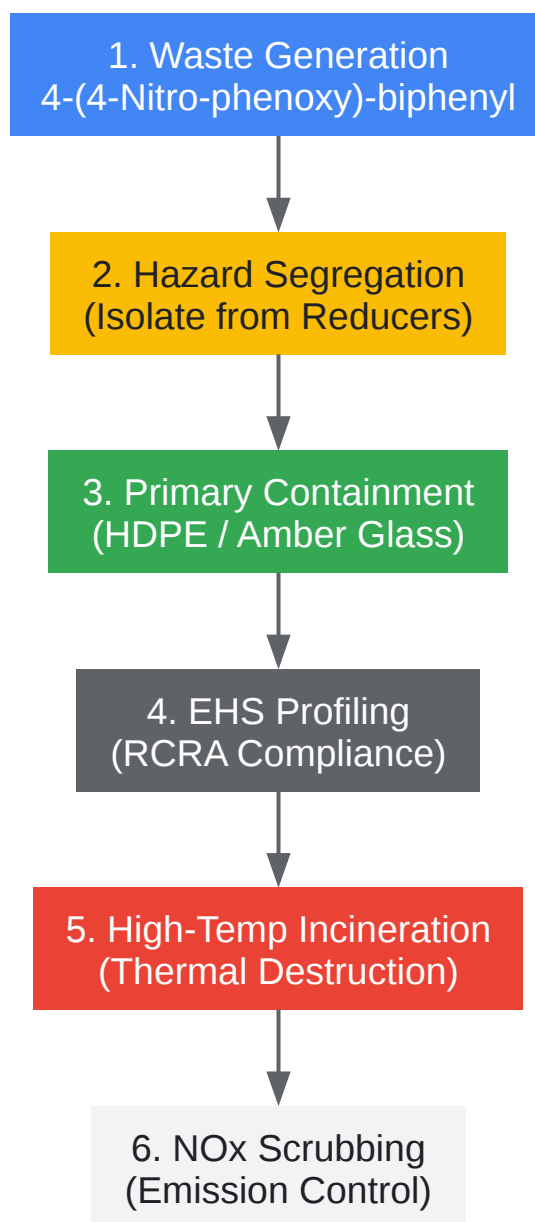 1. Waste Generation
4-(4-Nitro-phenoxy)-biphenyl
2. Hazard Segregation
(Isolate from Reducers)
3. Primary Containment
(HDPE / Amber Glass)
4. EHS Profiling
(RCRA Compliance)
5. High-Temp Incineration
(Thermal Destruction)
6. NOx Scrubbing
(Emission Control)